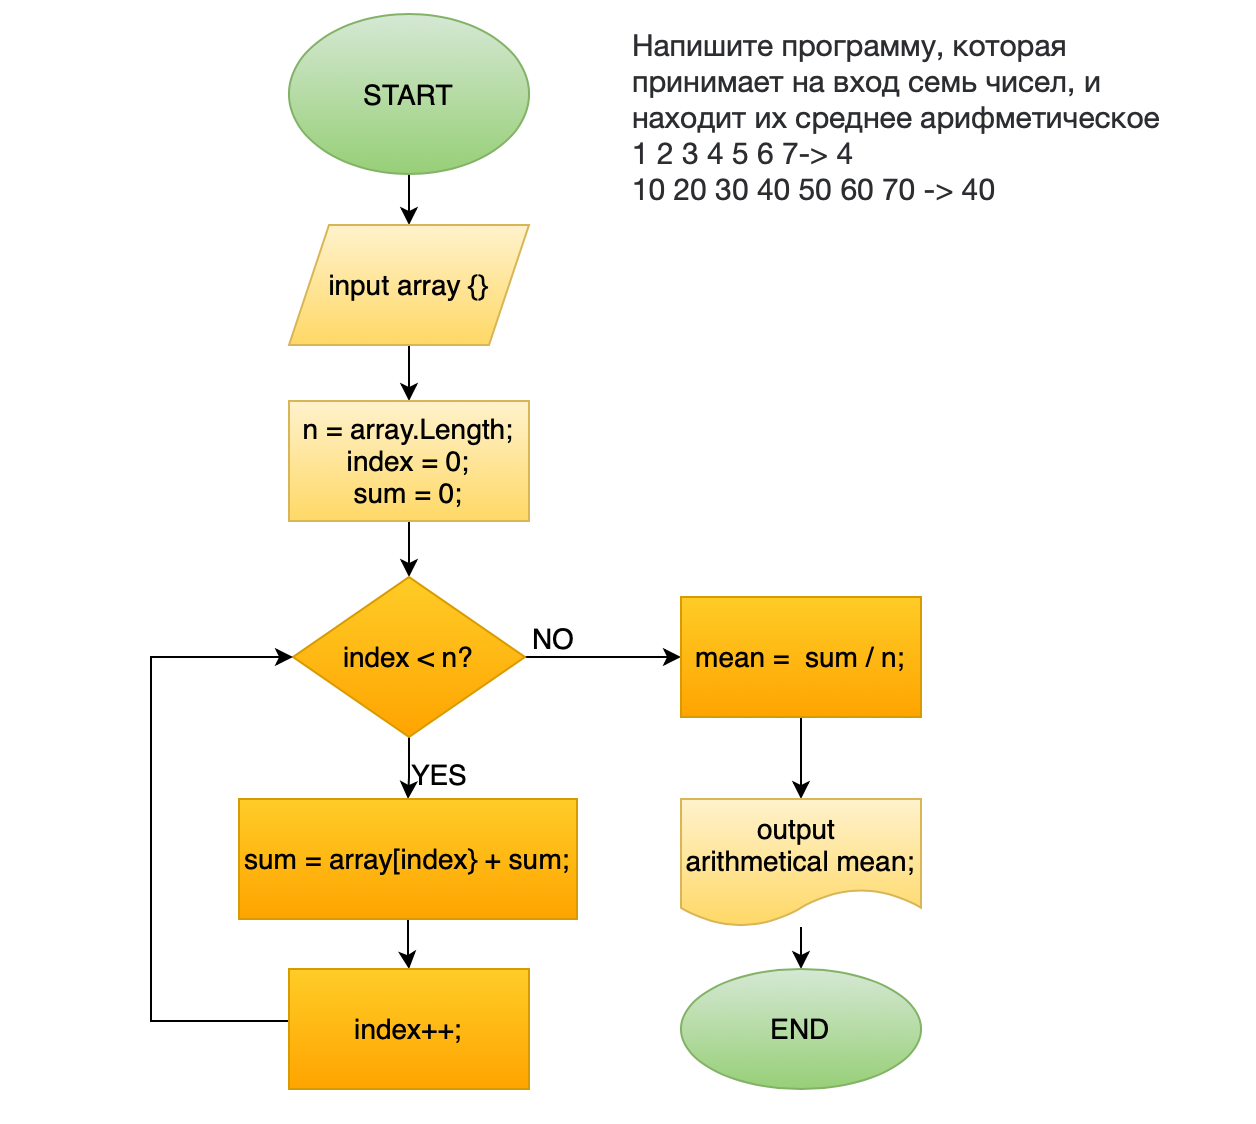 START
Напишите программу, которая
принимает на вход семь чисел, и
находит их среднее арифметическое
1 2 3 4 5 6 7-> 4
10 20 30 40 50 60 70 -> 40
input array {}
n = array.Length;
index = 0;
sum = 0;
index < n?
NO
mean =  sum / n;
YES
sum = array[index} + sum;
output
arithmetical mean;
index++;
END